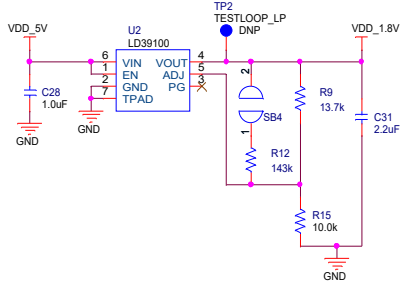 TP2
TESTLOOP_LP
DNP
VDD_5V
U2
LD39100
VDD_1.8V
6 VIN VOUT 4
1 EN ADJ 5
2 GND PG 3
7 TPAD
C28
1.0uF
GND
GND
2
SB4
1
R9
13.7k
C31
2.2uF
R12
143k
R15
10.0k
GND